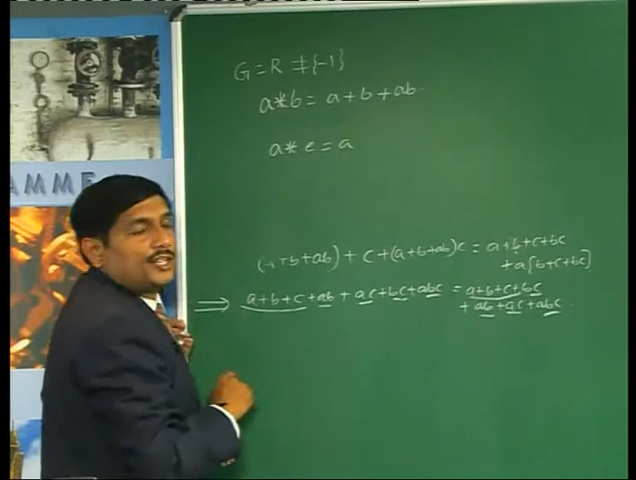 G = R ≠ {-1}
a * b = a + b + ab
AMME
a * e = a
(a + b + ab) + c + (a + b + ab)c = a + b + c + bc
+ a[b + c + bc]
⟹ a + b + c + ab + ac + bc + abc = a + b + c + bc
+ ab + ac + abc